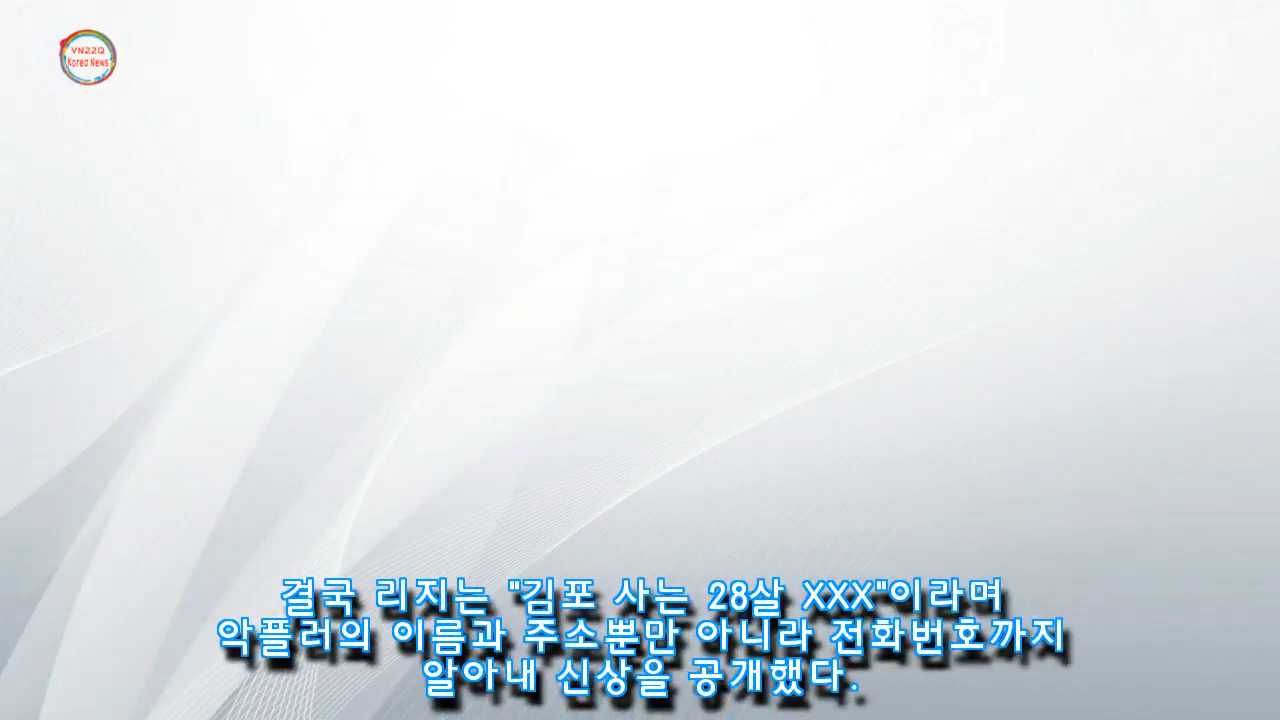 VN22Q
Korea News
결국 리지는 "김포 사는 28살 XXX"이라며
악플러의 이름과 주소뿐만 아니라 전화번호까지
알아내 신상을 공개했다.